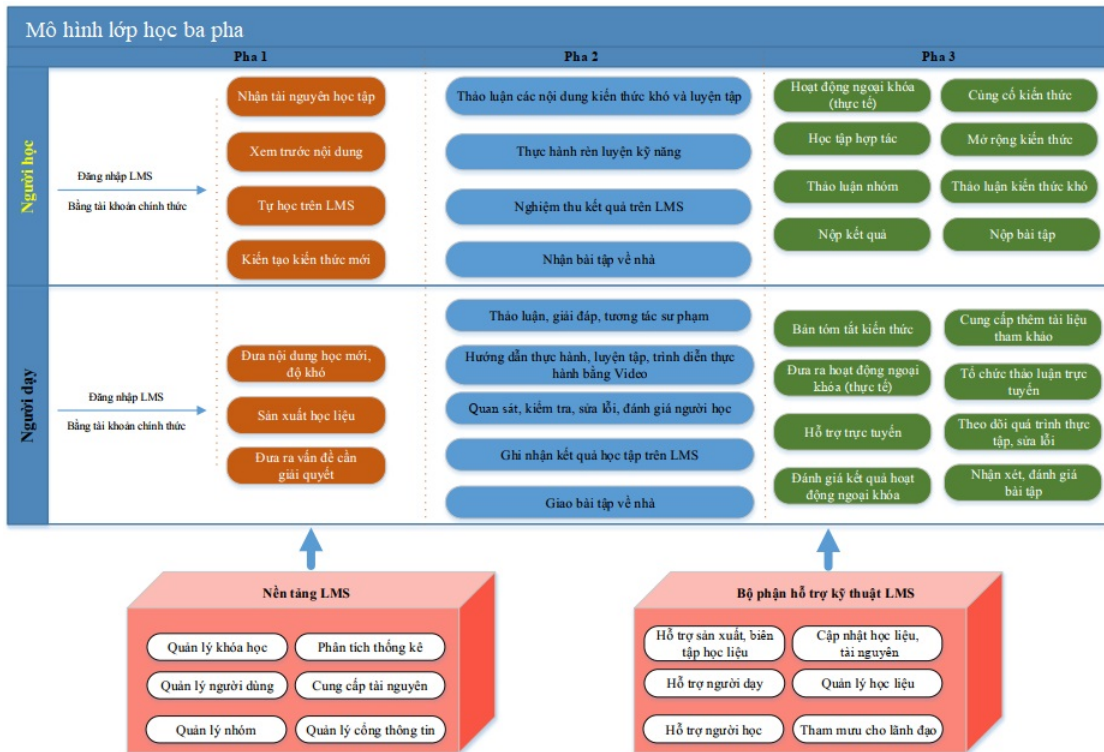 Mô hình lớp học ba pha
Pha 1
Pha 2
Pha 3
Người học
Đăng nhập LMS
Bằng tài khoản chính thức
Nhận tài nguyên học tập
Xem trước nội dung
Tự học trên LMS
Kiến tạo kiến thức mới
Thảo luận các nội dung kiến thức khó và luyện tập
Thực hành rèn luyện kỹ năng
Nghiệm thu kết quả trên LMS
Nhận bài tập về nhà
Hoạt động ngoại khóa
(thực tế)
Củng cố kiến thức
Học tập hợp tác
Mở rộng kiến thức
Thảo luận nhóm
Thảo luận kiến thức khó
Nộp kết quả
Nộp bài tập
Người dạy
Đăng nhập LMS
Bằng tài khoản chính thức
Đưa nội dung học mới,
độ khó
Sản xuất học liệu
Đưa ra vấn đề cần
giải quyết
Thảo luận, giải đáp, tương tác sư phạm
Hướng dẫn thực hành, luyện tập, trình diễn thực
hành bằng Video
Quan sát, kiểm tra, sửa lỗi, đánh giá người học
Ghi nhận kết quả học tập trên LMS
Giao bài tập về nhà
Bản tóm tắt kiến thức
Cung cấp thêm tài liệu
tham khảo
Đưa ra hoạt động ngoại
khóa (thực tế)
Tổ chức thảo luận trực
tuyến
Hỗ trợ trực tuyến
Theo dõi quá trình thực
tập, sửa lỗi
Đánh giá kết quả hoạt
động ngoại khóa
Nhận xét, đánh giá
bài tập
Nền tảng LMS
Quản lý khóa học
Phân tích thống kê
Quản lý người dùng
Cung cấp tài nguyên
Quản lý nhóm
Quản lý cổng thông tin
Bộ phận hỗ trợ kỹ thuật LMS
Hỗ trợ sản xuất, biên
tập học liệu
Cập nhật học liệu,
tài nguyên
Hỗ trợ người dạy
Quản lý học liệu
Hỗ trợ người học
Tham mưu cho lãnh đạo